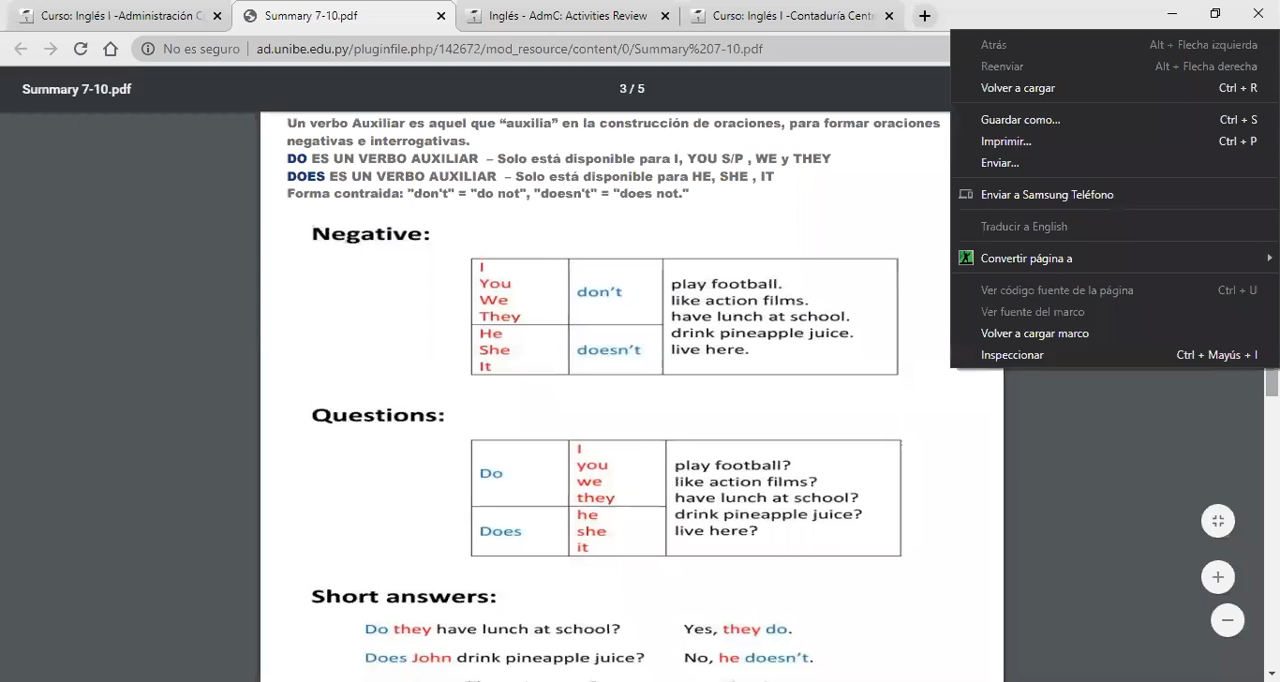 Curso: Inglés I -Administración C
Summary 7-10.pdf
Inglés - AdmC: Activities Review
Curso: Inglés I -Contaduría Cent
No es seguro | ad.unibe.edu.py/pluginfile.php/142672/mod_resource/content/0/Summary%207-10.pdf
Summary 7-10.pdf
3 / 5
Un verbo Auxiliar es aquel que “auxilia” en la construcción de oraciones, para formar oraciones
negativas e interrogativas.
DO ES UN VERBO AUXILIAR – Solo está disponible para I, YOU S/P , WE y THEY
DOES ES UN VERBO AUXILIAR – Solo está disponible para HE, SHE , IT
Forma contraida: "don't" = "do not", "doesn't" = "does not."
Negative:
I
You
We
They
don’t
He
She
It
doesn’t
play football.
like action films.
have lunch at school.
drink pineapple juice.
live here.
Questions:
Do
I
you
we
they
Does
he
she
it
play football?
like action films?
have lunch at school?
drink pineapple juice?
live here?
Short answers:
Do they have lunch at school? Yes, they do.
Does John drink pineapple juice? No, he doesn’t.
Atrás Alt + Flecha izquierda
Reenviar Alt + Flecha derecha
Volver a cargar Ctrl + R
Guardar como... Ctrl + S
Imprimir... Ctrl + P
Enviar...
Enviar a Samsung Teléfono
Traducir a English
Convertir página a
Ver código fuente de la página Ctrl + U
Ver fuente del marco
Volver a cargar marco
Inspeccionar Ctrl + Mayús + I